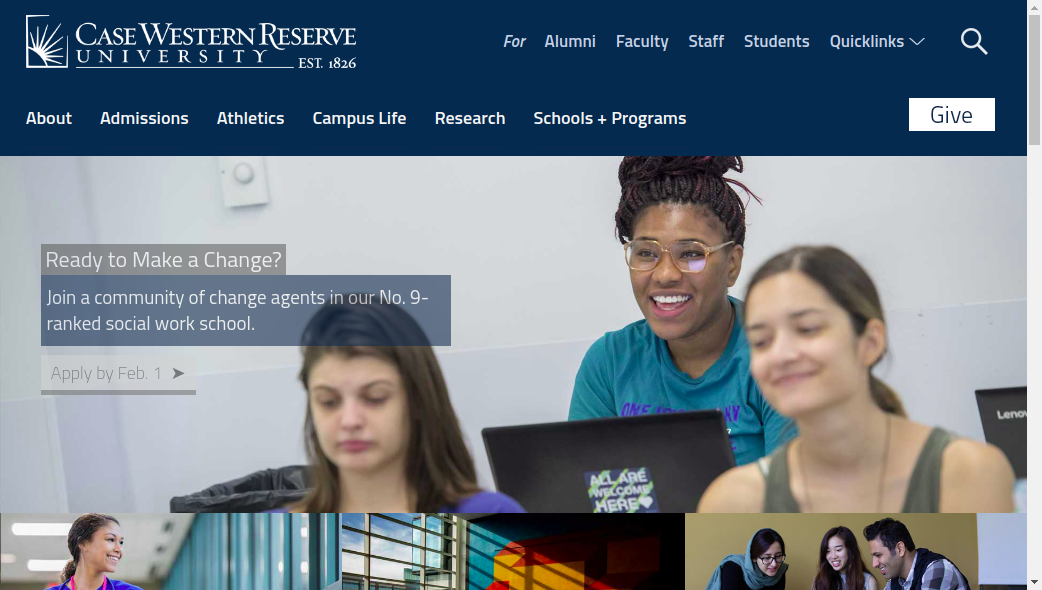 CASE WESTERN RESERVE
UNIVERSITY EST. 1826
For Alumni Faculty Staff Students Quicklinks
About Admissions Athletics Campus Life Research Schools + Programs Give
Ready to Make a Change?
Join a community of change agents in our No. 9-
ranked social work school.
Apply by Feb. 1 ➤
ALL ARE
WELCOME
HERE